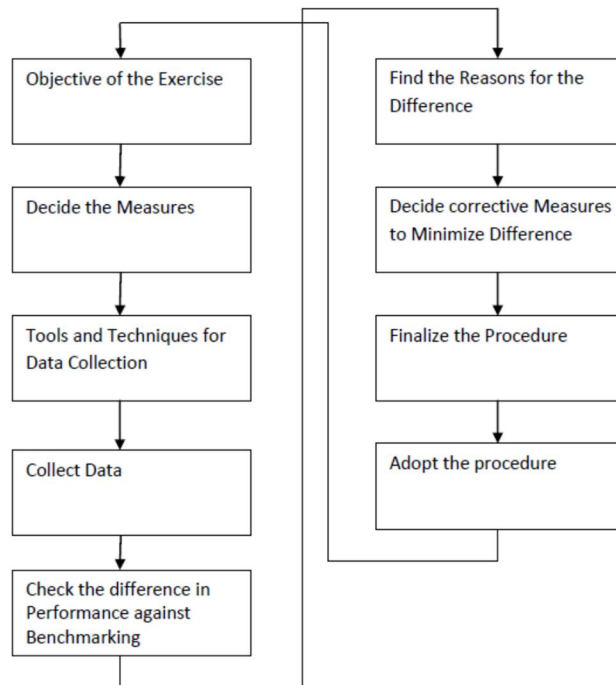 Objective of the Exercise
Decide the Measures
Tools and Techniques for
Data Collection
Collect Data
Check the difference in
Performance against
Benchmarking
Find the Reasons for the
Difference
Decide corrective Measures
to Minimize Difference
Finalize the Procedure
Adopt the procedure